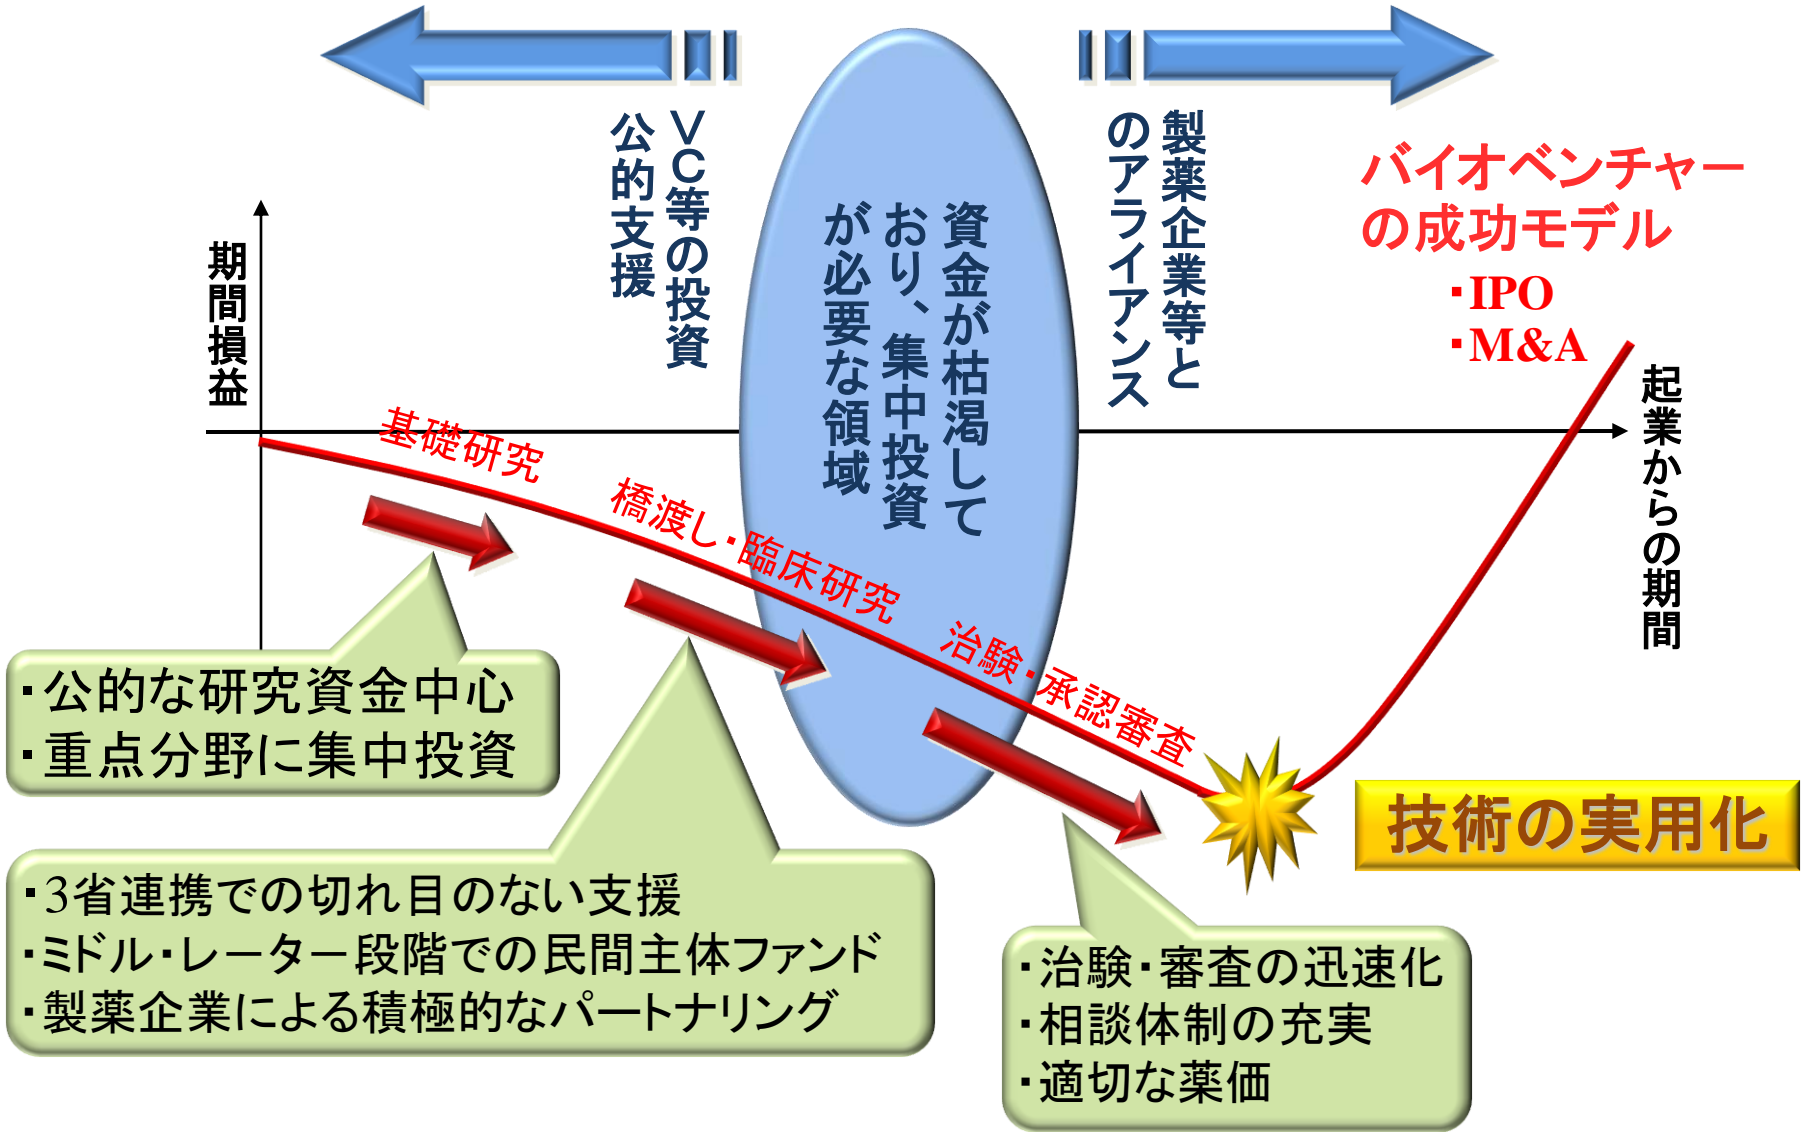 VC等の投資
公的支援
製薬企業等と
のアライアンス
バイオベンチャー
の成功モデル
・IPO
・M&A
資金が枯渇して
おり、集中投資
が必要な領域
期間損益
起業からの期間
基礎研究
橋渡し・臨床研究
治験・承認審査
・公的な研究資金中心
・重点分野に集中投資
技術の実用化
・3省連携での切れ目のない支援
・ミドル・レーター段階での民間主体ファンド
・製薬企業による積極的なパートナリング
・治験・審査の迅速化
・相談体制の充実
・適切な薬価